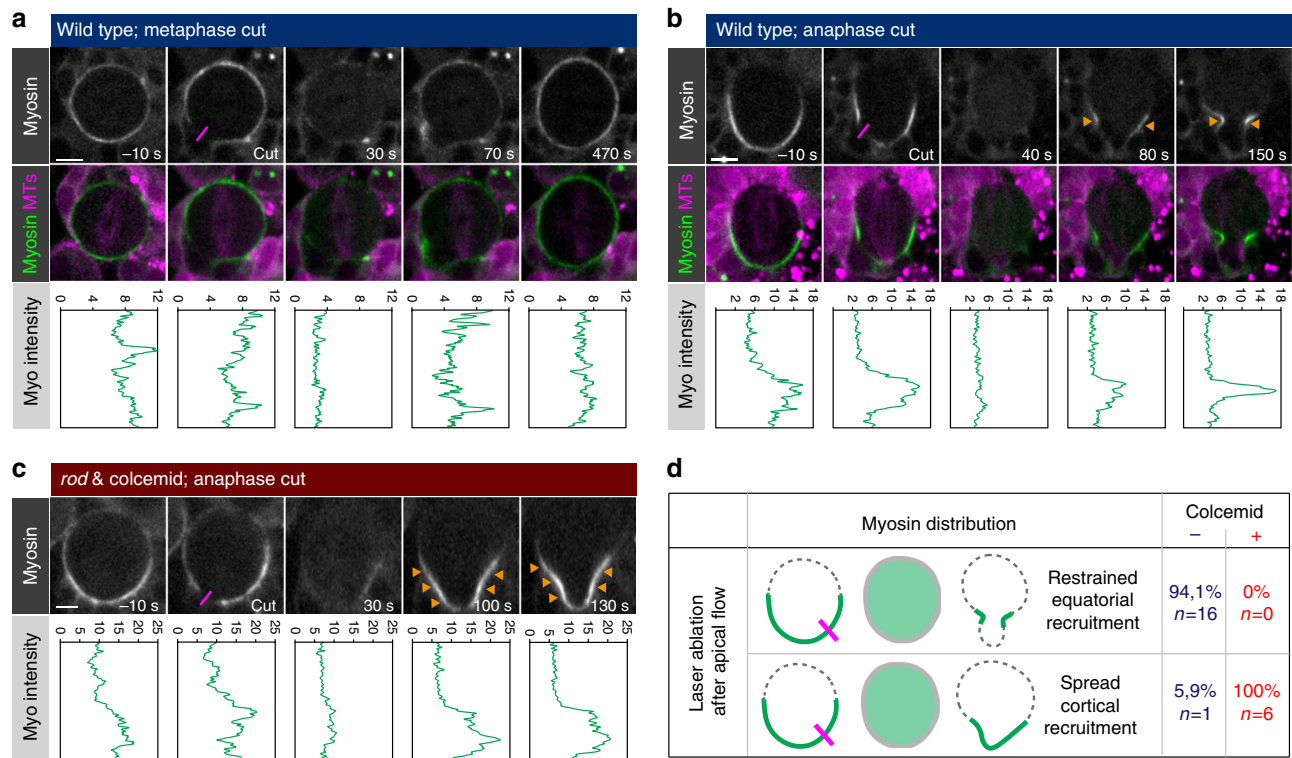 a
Wild type; metaphase cut
Myosin
–10 s
Cut
30 s
70 s
470 s
Myosin MTs
Myo intensity
0 4 8 12
0 4 8 12
0 4 8 12
0 4 8 12
0 4 8 12
b
Wild type; anaphase cut
Myosin
–10 s
Cut
40 s
80 s
150 s
Myosin MTs
Myo intensity
2 6 10 14 18
2 6 10 14 18
2 6 10 14 18
2 6 10 14 18
2 6 10 14 18
c
rod & colcemid; anaphase cut
Myosin
–10 s
Cut
30 s
100 s
130 s
Myo intensity
0 5 10 15 20 25
0 5 10 15 20 25
0 5 10 15 20 25
0 5 10 15 20 25
0 5 10 15 20 25
d
Myosin distribution
Colcemid
– +
Laser ablation
after apical flow
Restrained
equatorial
recruitment
94,1%
n=16
0%
n=0
Spread
cortical
recruitment
5,9%
n=1
100%
n=6